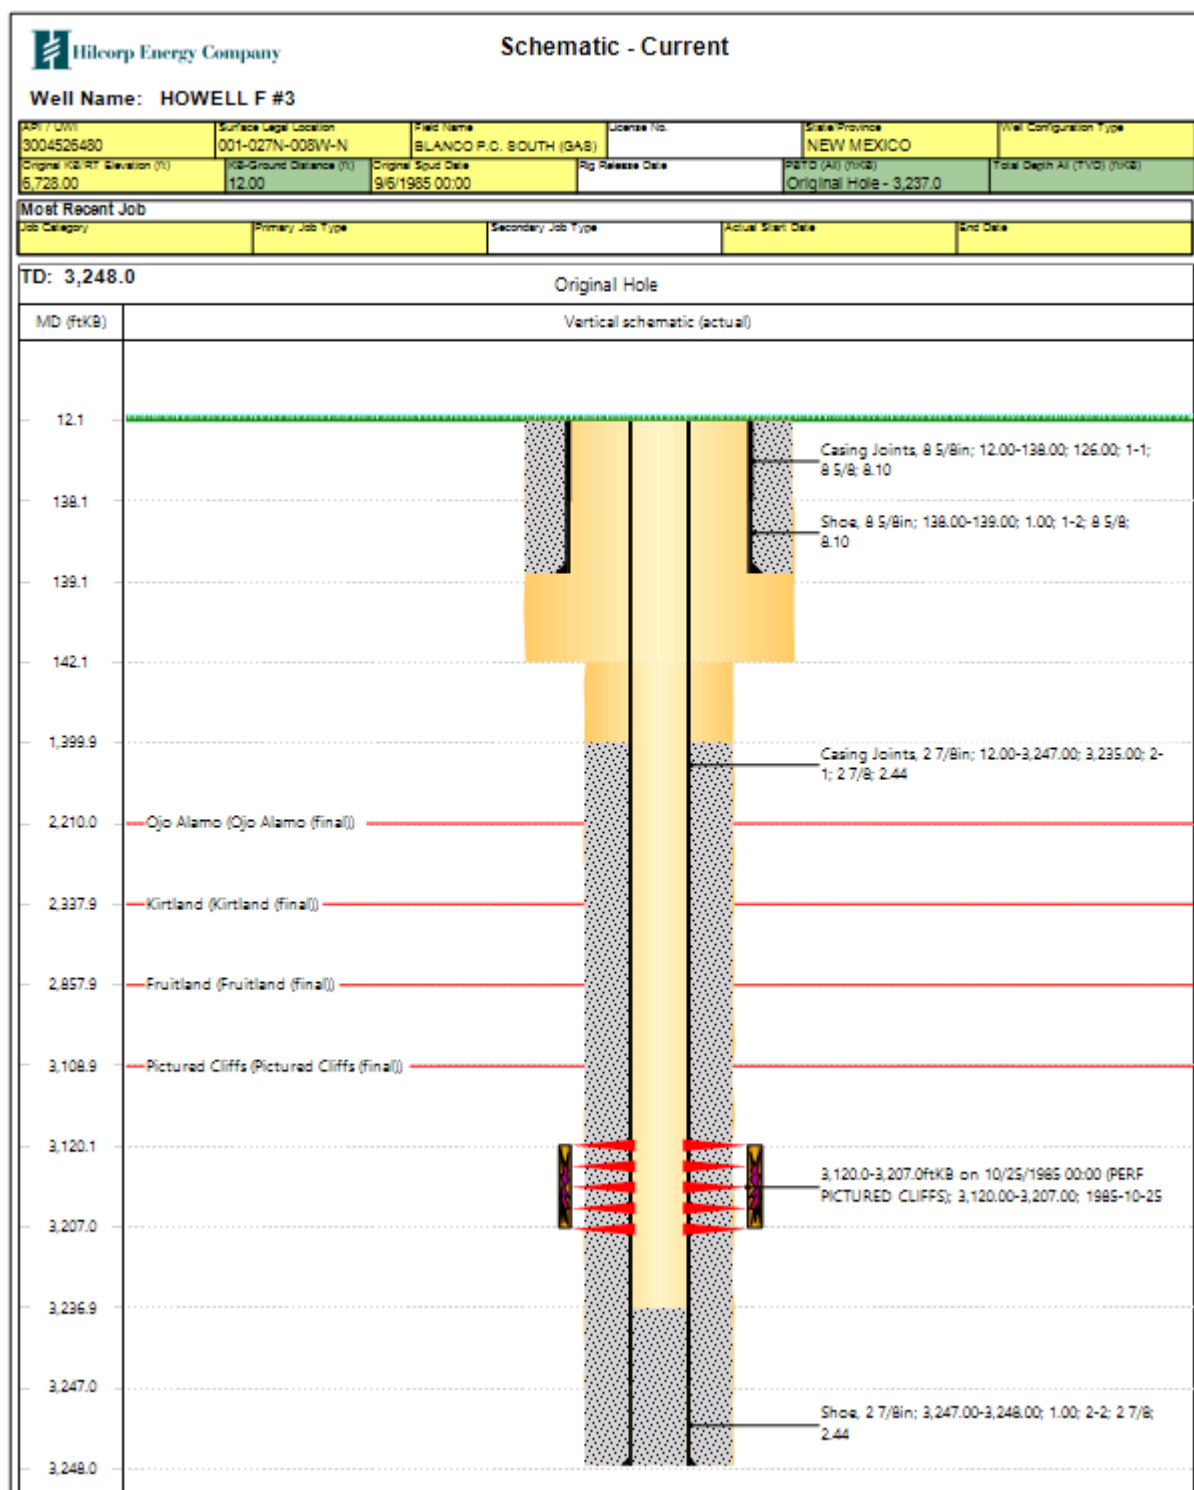 Hilcorp Energy Company
Schematic - Current
Well Name: HOWELL F #3
API / UWI
3004526480
Surface Legal Location
001-027N-008W-N
Field Name
BLANCO P.C. SOUTH (GAS)
License No.
State/Province
NEW MEXICO
Well Configuration Type
Original KB/RT Elevation (ft)
6,728.00
KB-Ground Distance (ft)
12.00
Original Spud Date
9/6/1985 00:00
Rig Release Date
PBTD (All) (ftKB)
Original Hole - 3,237.0
Total Depth All (TVD) (ftKB)
Most Recent Job
Job Category
Primary Job Type
Secondary Job Type
Actual Start Date
End Date
TD: 3,248.0
Original Hole
MD (ftKB)
Vertical schematic (actual)
12.1
Casing Joints, 8 5/8in; 12.00-138.00; 126.00; 1-1;
8 5/8; 8.10
138.1
Shoe, 8 5/8in; 138.00-139.00; 1.00; 1-2; 8 5/8;
8.10
139.1
142.1
1,399.9
Casing Joints, 2 7/8in; 12.00-3,247.00; 3,235.00; 2-
1; 2 7/8; 2.44
2,210.0
Ojo Alamo (Ojo Alamo (final))
2,337.9
Kirtland (Kirtland (final))
2,857.9
Fruitland (Fruitland (final))
3,108.9
Pictured Cliffs (Pictured Cliffs (final))
3,120.1
3,120.0-3,207.0ftKB on 10/25/1985 00:00 (PERF
PICTURED CLIFFS); 3,120.00-3,207.00; 1985-10-25
3,207.0
3,236.9
3,247.0
Shoe, 2 7/8in; 3,247.00-3,248.00; 1.00; 2-2; 2 7/8;
2.44
3,248.0